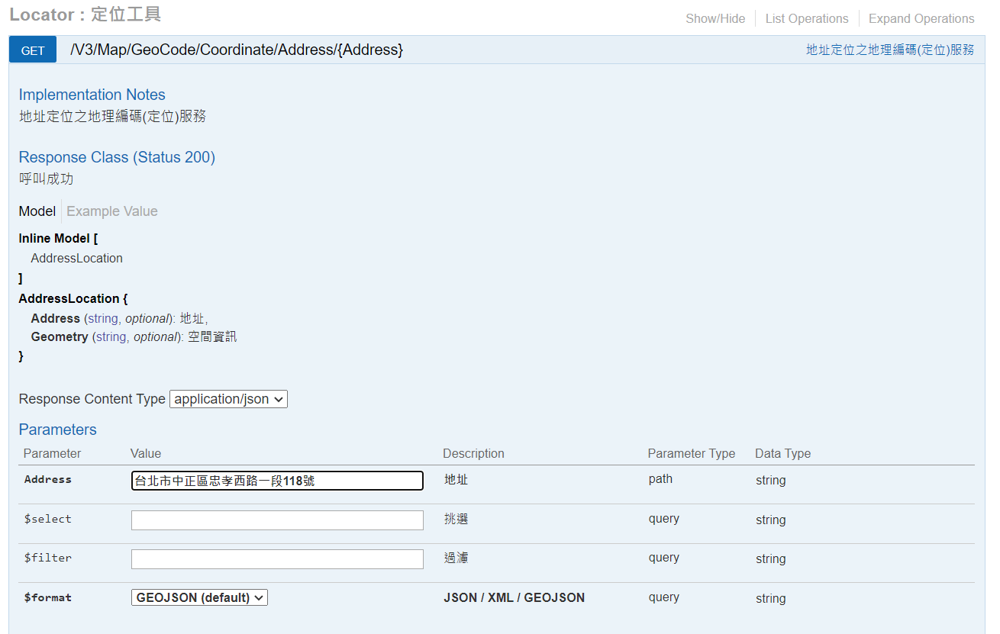 Locator : 定位工具
Show/Hide List Operations Expand Operations
GET /V3/Map/GeoCode/Coordinate/Address/{Address} 地址定位之地理編碼(定位)服務
Implementation Notes
地址定位之地理編碼(定位)服務
Response Class (Status 200)
呼叫成功
Model Example Value
Inline Model [
AddressLocation
]
AddressLocation {
Address (string, optional): 地址,
Geometry (string, optional): 空間資訊
}
Response Content Type application/json
Parameters
Parameter Value Description Parameter Type Data Type
Address 台北市中正區忠孝西路一段118號 地址 path string
$select 挑選 query string
$filter 過濾 query string
$format GEOJSON (default) JSON / XML / GEOJSON query string